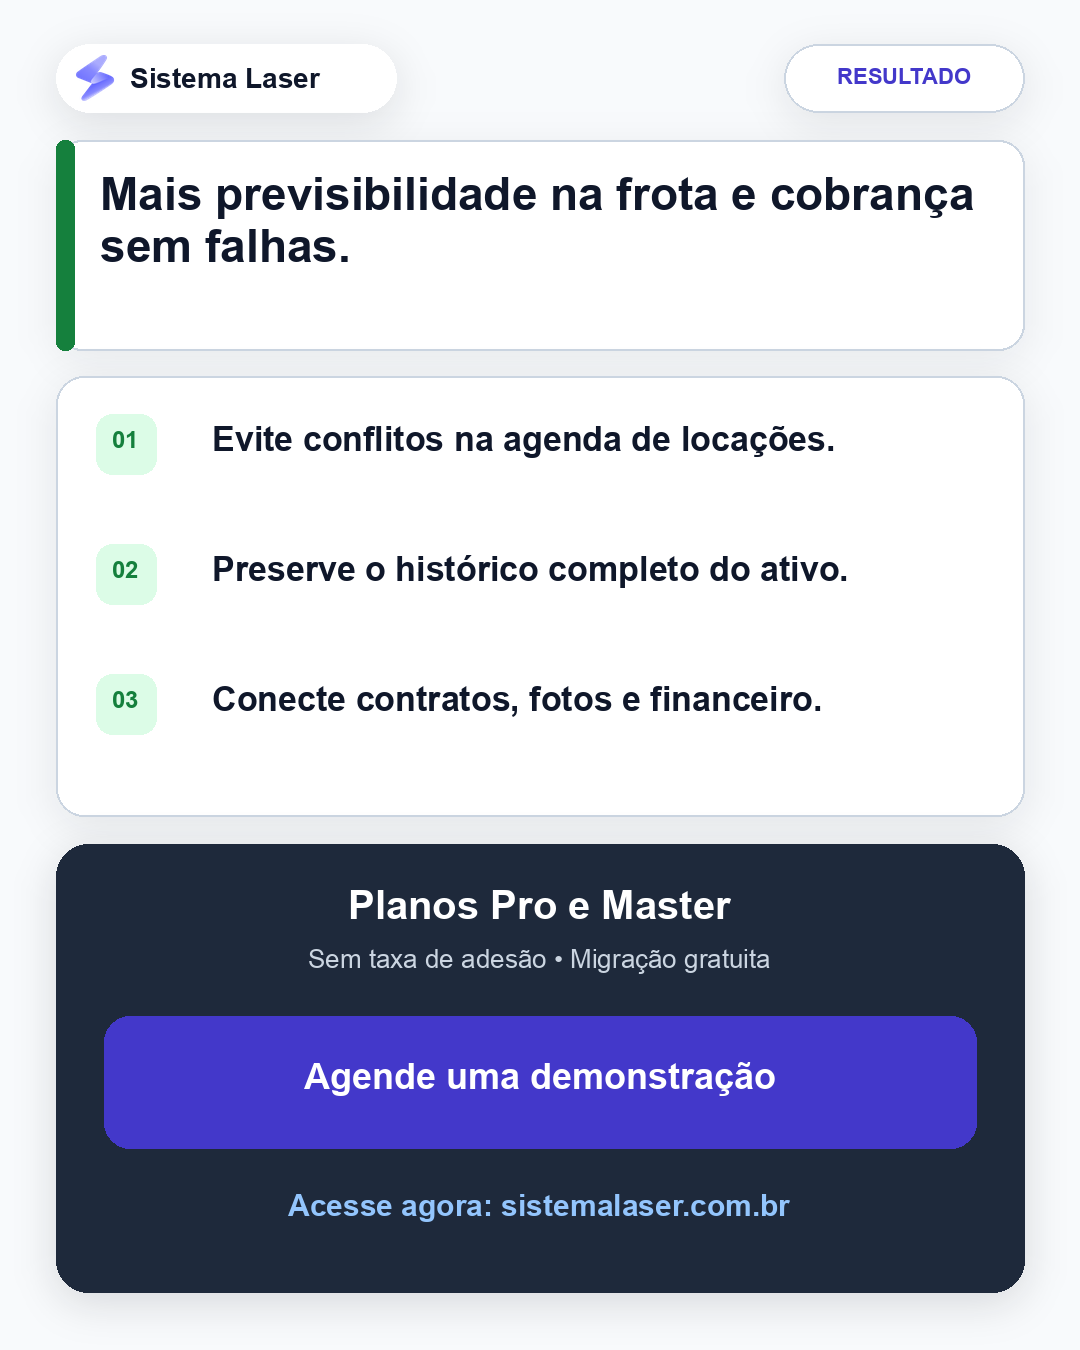 Sistema Laser
RESULTADO
Mais previsibilidade na frota e cobrança
sem falhas.
01
Evite conflitos na agenda de locações.
02
Preserve o histórico completo do ativo.
03
Conecte contratos, fotos e financeiro.
Planos Pro e Master
Sem taxa de adesão • Migração gratuita
Agende uma demonstração
Acesse agora: sistemalaser.com.br